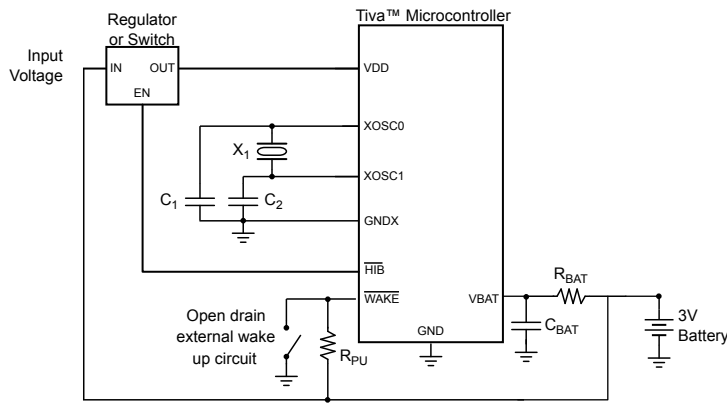 Tiva™ Microcontroller
Regulator
or Switch
Input
Voltage
IN OUT
EN
VDD
XOSC0
X1
XOSC1
C1
C2
GNDX
HIB
WAKE
Open drain
external wake
up circuit
RPU
GND
VBAT
RBAT
CBAT
3V
Battery